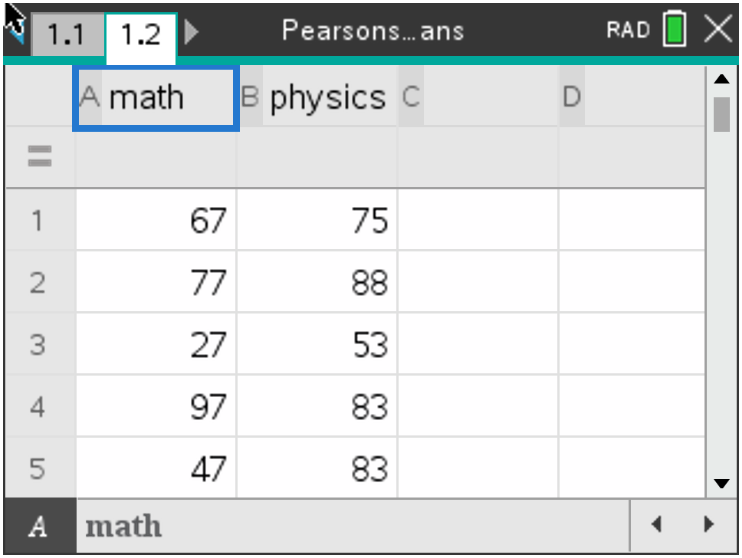 1.1 1.2 Pearsons...ans RAD
A math B physics C D
=
1 67 75
2 77 88
3 27 53
4 97 83
5 47 83
A math